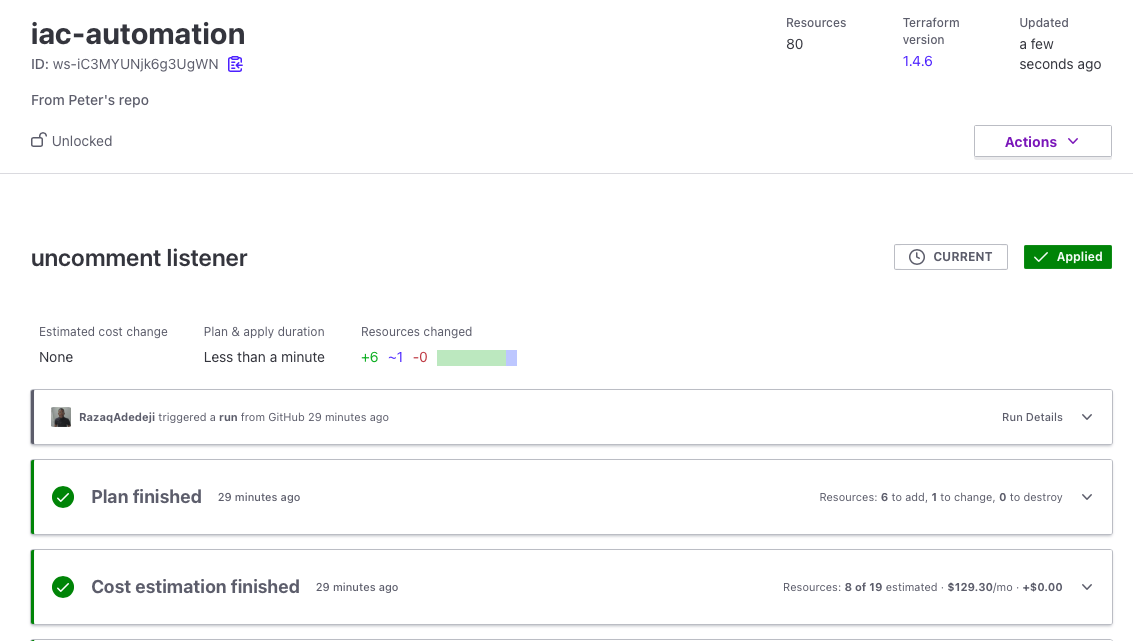 iac-automation
ID: ws-iC3MYUNjk6g3UgWN
From Peter's repo
Unlocked
Resources
80
Terraform
version
1.4.6
Updated
a few
seconds ago
Actions
uncomment listener
CURRENT
Applied
Estimated cost change
None
Plan & apply duration
Less than a minute
Resources changed
+6 ~1 -0
RazaqAdedeji triggered a run from GitHub 29 minutes ago
Run Details
Plan finished 29 minutes ago
Resources: 6 to add, 1 to change, 0 to destroy
Cost estimation finished 29 minutes ago
Resources: 8 of 19 estimated · $129.30/mo · +$0.00